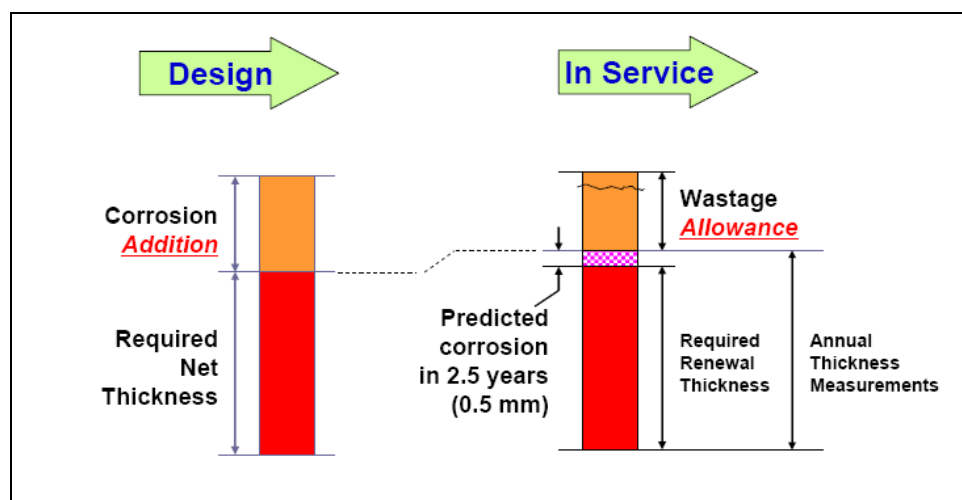 Design
In Service
Corrosion
Addition
Required
Net
Thickness
Wastage
Allowance
Predicted
corrosion
in 2.5 years
(0.5 mm)
Required
Renewal
Thickness
Annual
Thickness
Measurements